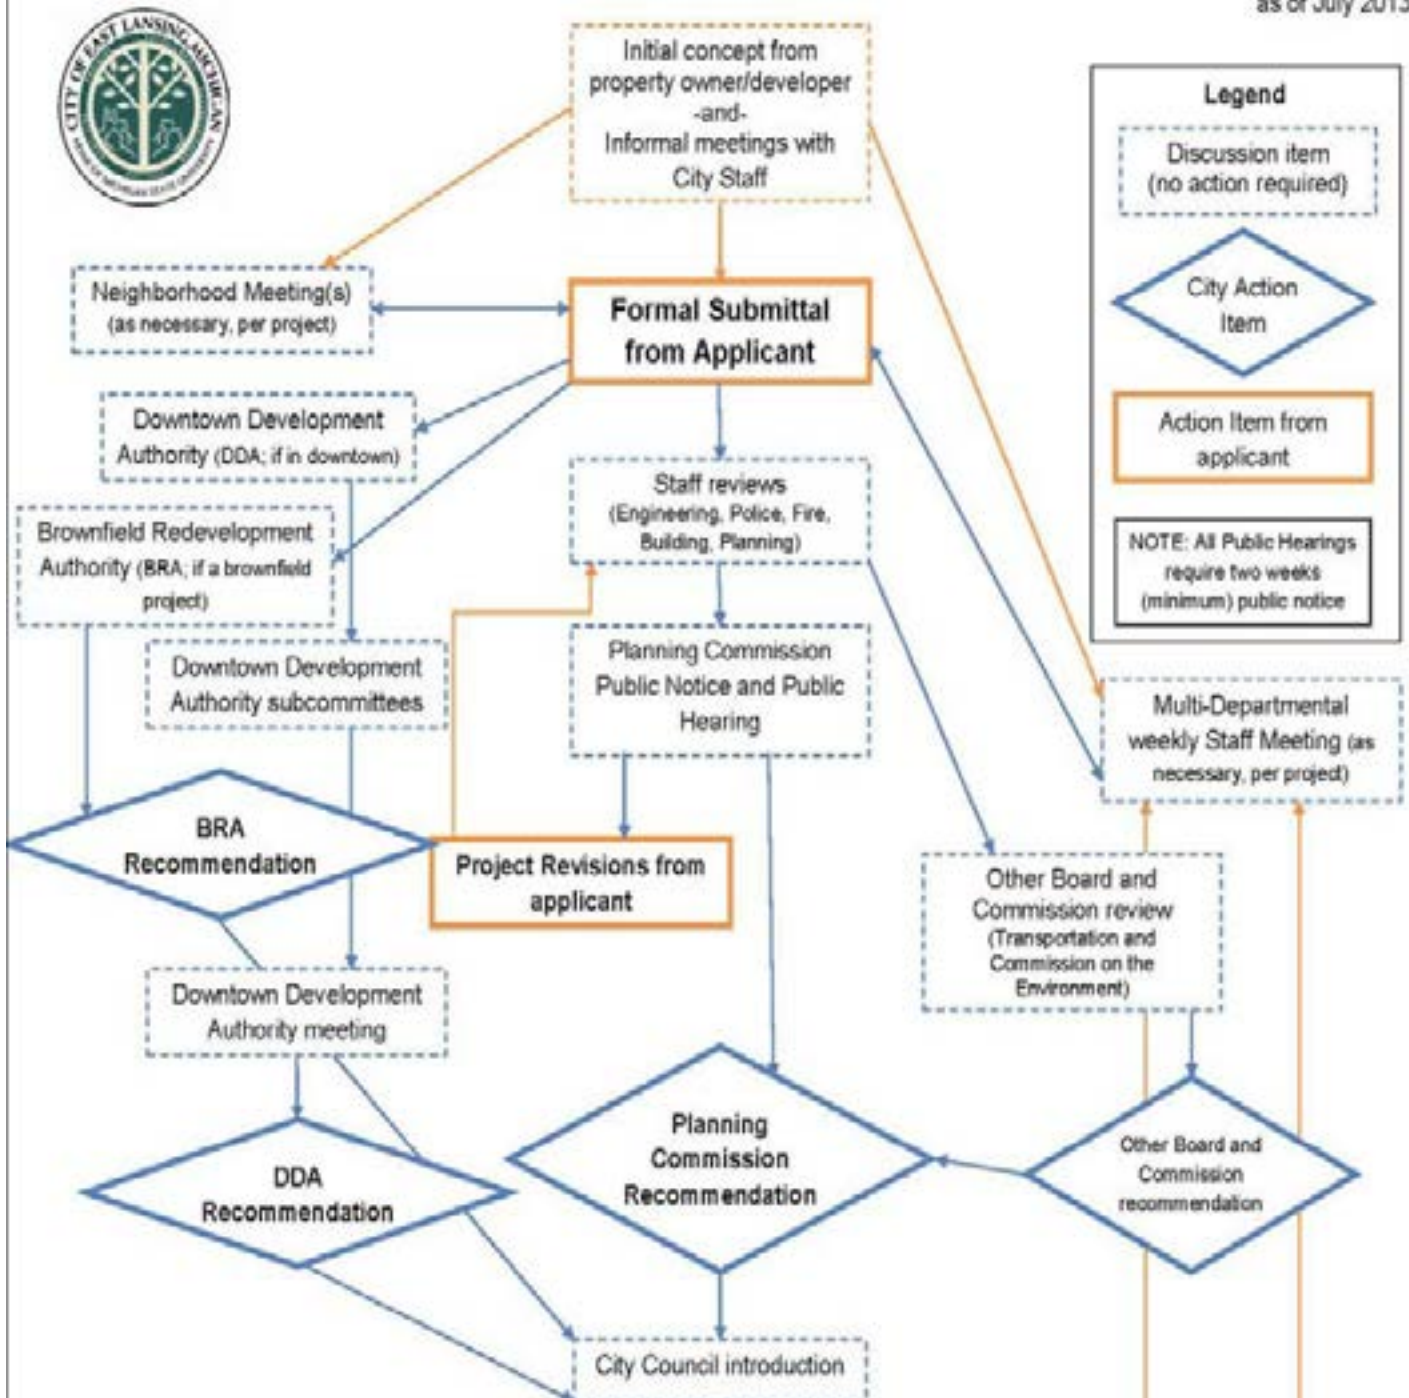 as of July 2013
CITY OF EAST LANSING, MICHIGAN
HOME OF MICHIGAN STATE UNIVERSITY
Initial concept from
property owner/developer
-and-
Informal meetings with
City Staff
Legend
Discussion item
(no action required)
City Action
Item
Action Item from
applicant
NOTE: All Public Hearings
require two weeks
(minimum) public notice
Neighborhood Meeting(s)
(as necessary, per project)
Formal Submittal
from Applicant
Downtown Development
Authority (DDA; if in downtown)
Staff reviews
(Engineering, Police, Fire,
Building, Planning)
Brownfield Redevelopment
Authority (BRA; if a brownfield
project)
Downtown Development
Authority subcommittees
Planning Commission
Public Notice and Public
Hearing
Multi-Departmental
weekly Staff Meeting (as
necessary, per project)
BRA
Recommendation
Project Revisions from
applicant
Other Board and
Commission review
(Transportation and
Commission on the
Environment)
Downtown Development
Authority meeting
DDA
Recommendation
Planning
Commission
Recommendation
Other Board and
Commission
recommendation
City Council introduction